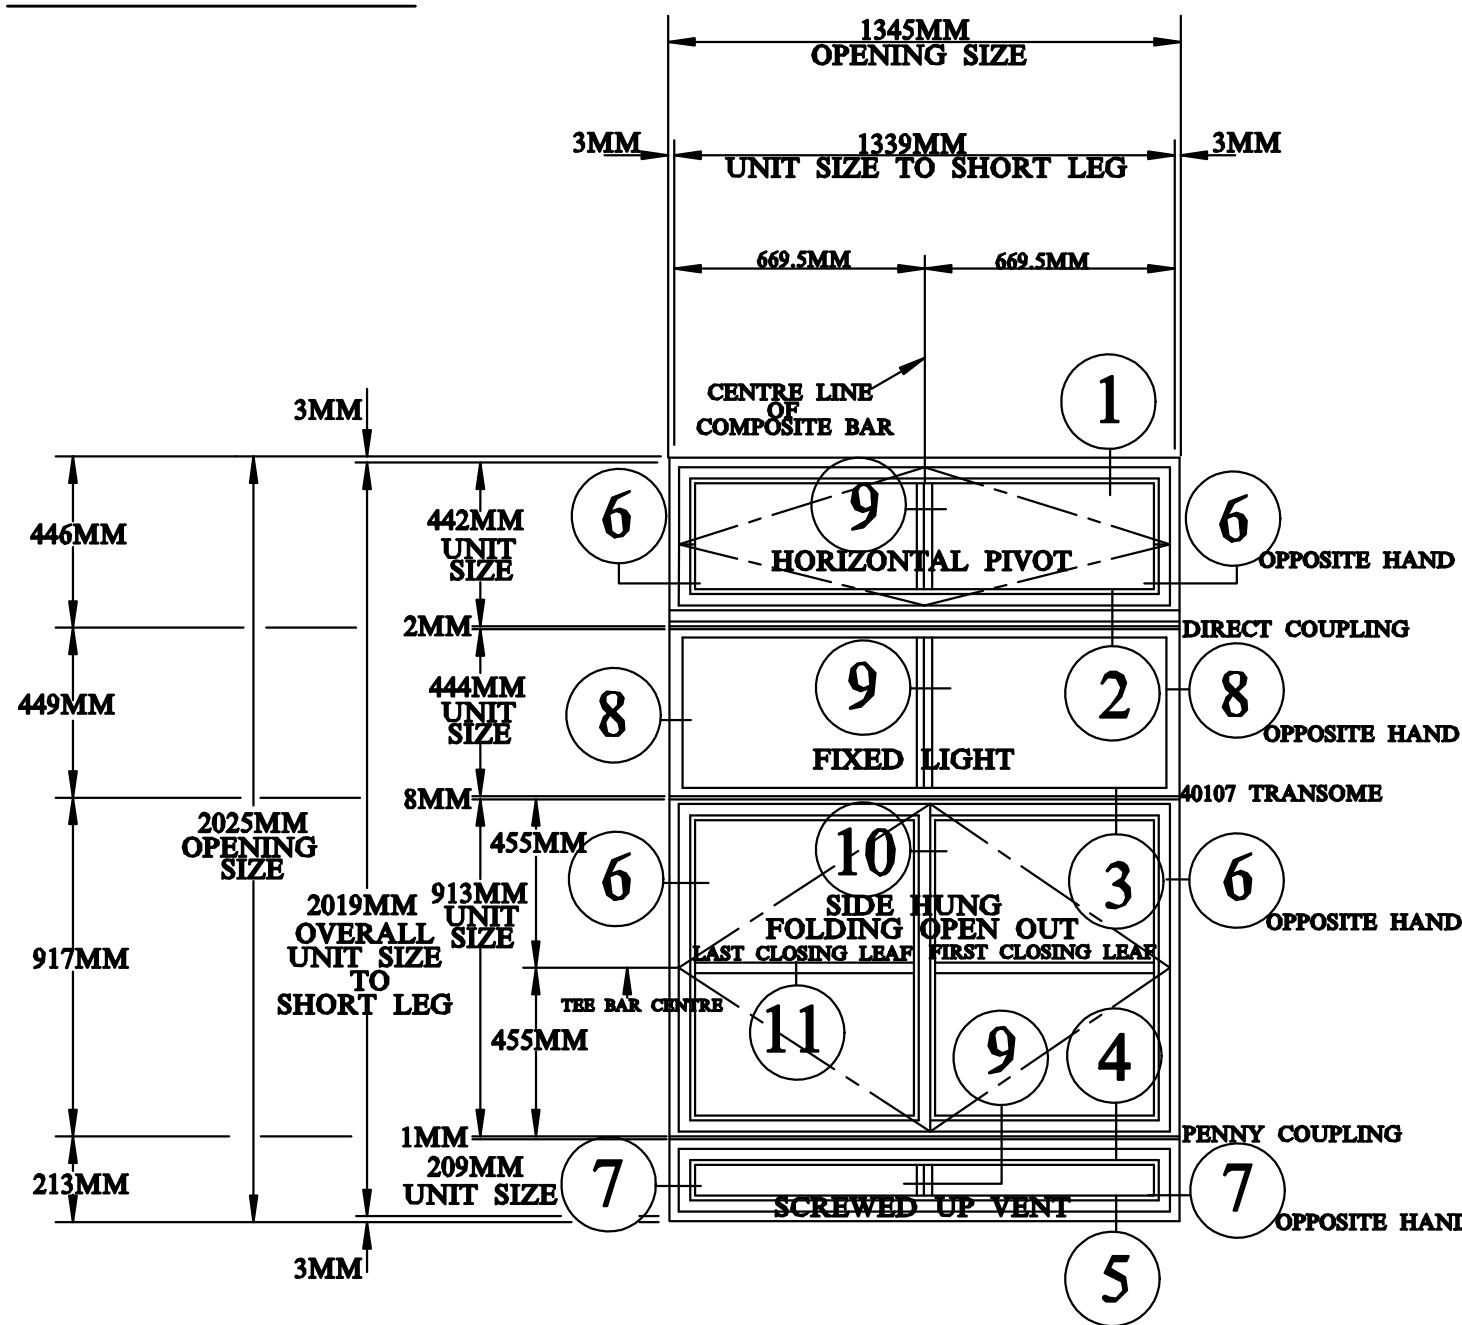 1345MM
OPENING SIZE
3MM
1339MM
3MM
UNIT SIZE TO SHORT LEG
669.5MM
669.5MM
CENTRE LINE
OF
COMPOSITE BAR
1
3MM
446MM
442MM
UNIT
SIZE
6
9
6
HORIZONTAL PIVOT
OPPOSITE HAND
2MM
DIRECT COUPLING
449MM
444MM
UNIT
SIZE
8
9
2
8
OPPOSITE HAND
FIXED LIGHT
8MM
40107 TRANSOME
2025MM
OPENING
SIZE
455MM
10
6
3
6
2019MM
OVERALL
UNIT SIZE
TO
SHORT LEG
913MM
UNIT
SIZE
SIDE HUNG
FOLDING OPEN OUT
OPPOSITE HAND
LAST CLOSING LEAF
FIRST CLOSING LEAF
917MM
TEE BAR CENTRE
455MM
11
9
4
1MM
PENNY COUPLING
213MM
209MM
UNIT SIZE
7
7
SCREWED UP VENT
OPPOSITE HAND
3MM
5